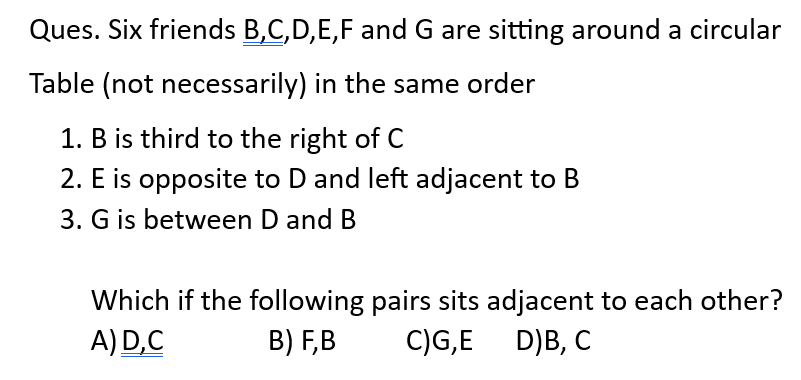 Ques. Six friends B,C,D,E,F and G are sitting around a circular
Table (not necessarily) in the same order
1. B is third to the right of C
2. E is opposite to D and left adjacent to B
3. G is between D and B
Which if the following pairs sits adjacent to each other?
A) D,C B) F,B C)G,E D)B, C